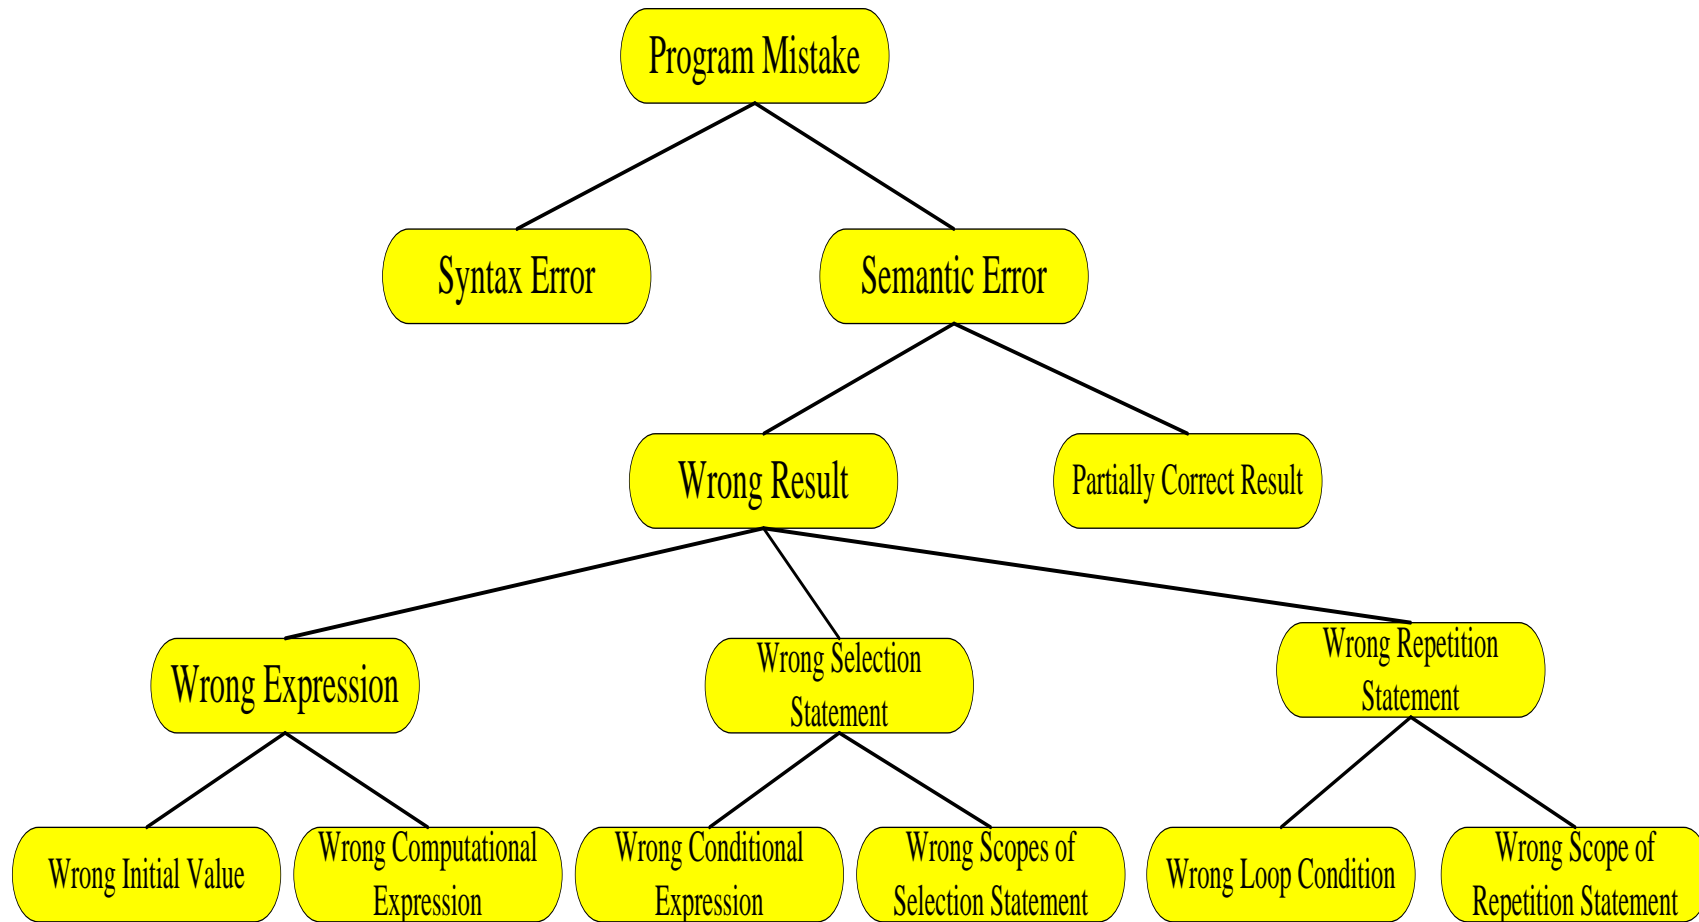 Program Mistake
Syntax Error
Semantic Error
Wrong Result
Partially Correct Result
Wrong Expression
Wrong Selection
Statement
Wrong Repetition
Statement
Wrong Initial Value
Wrong Computational
Expression
Wrong Conditional
Expression
Wrong Scopes of
Selection Statement
Wrong Loop Condition
Wrong Scope of
Repetition Statement